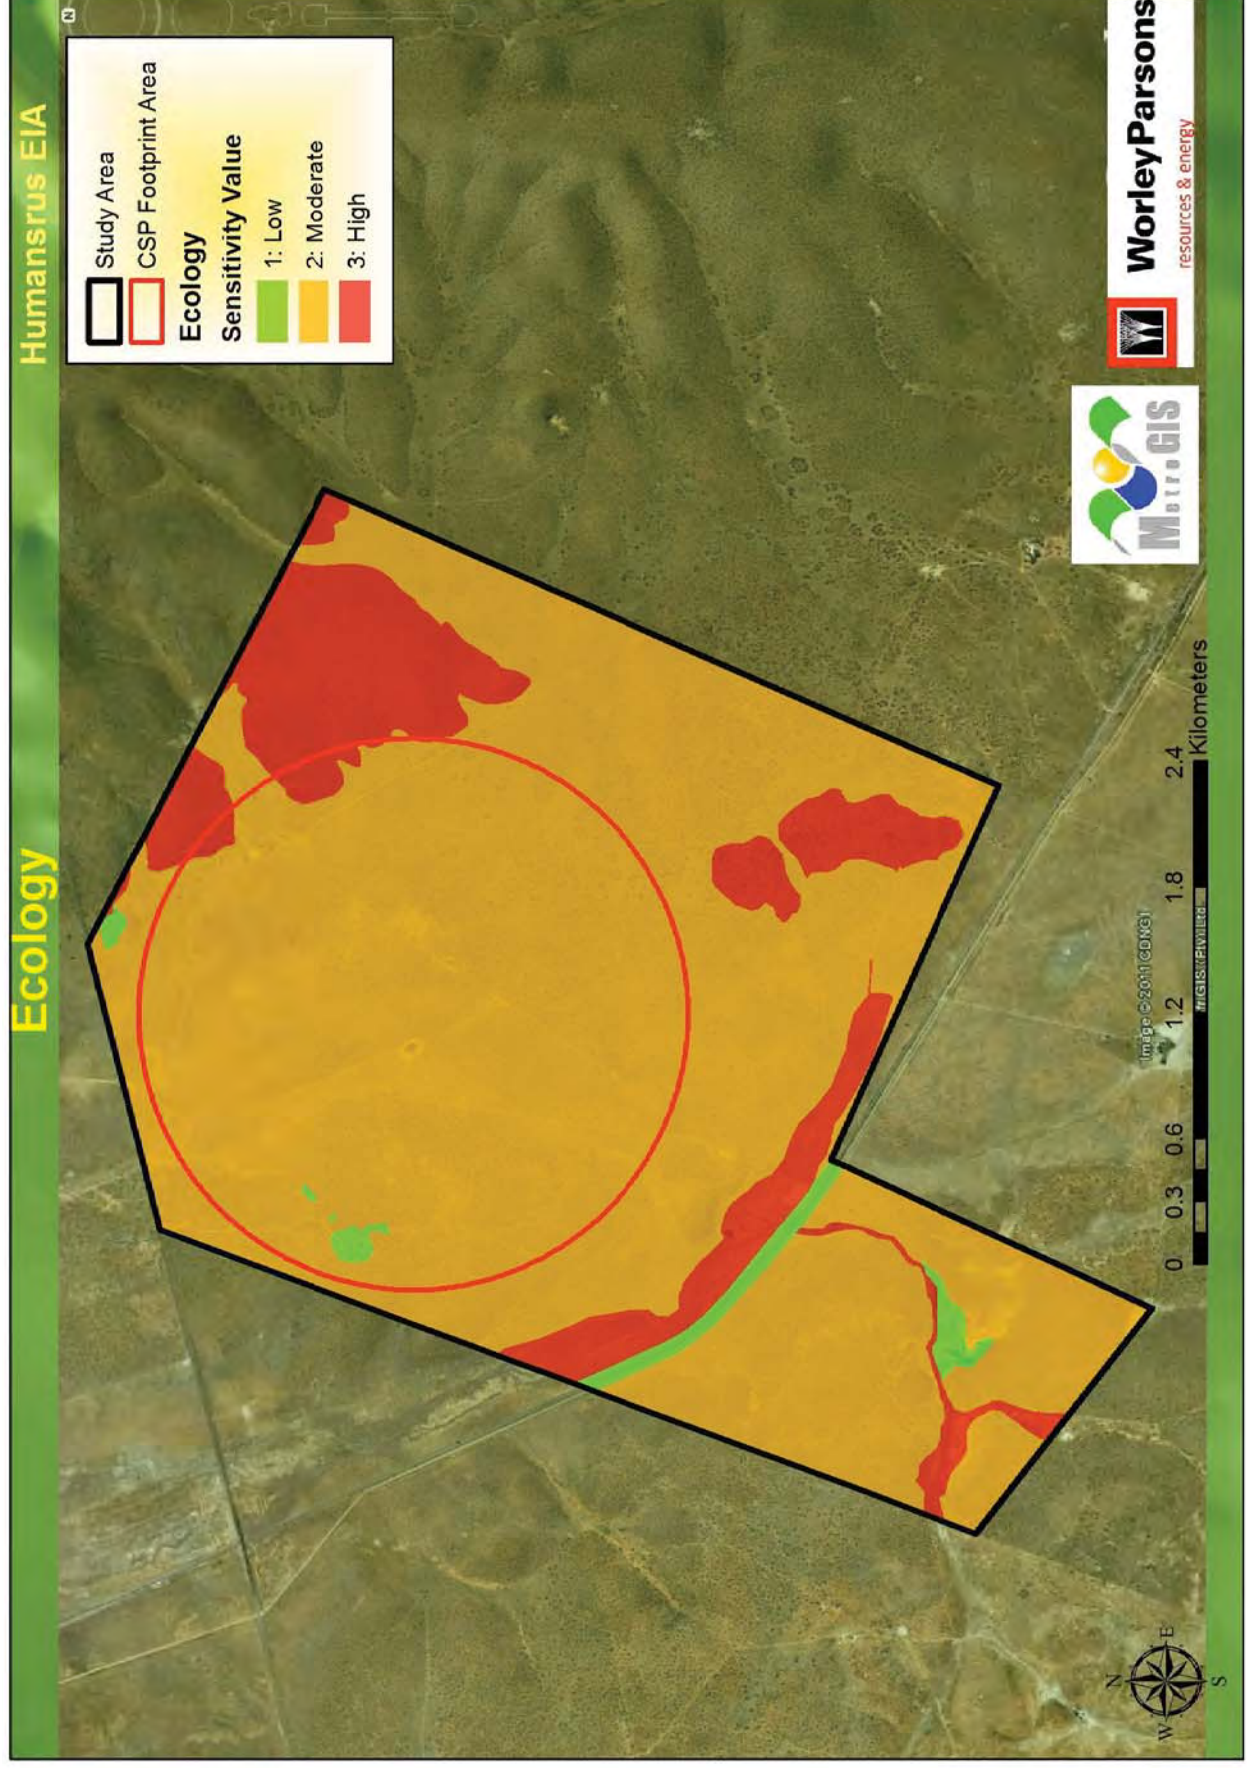 Ecology
Humansrus EIA
N
Study Area
CSP Footprint Area
Ecology
Sensitivity Value
1: Low
2: Moderate
3: High
N
W
E
S
0 0.3 0.6 1.2 1.8 2.4
Kilometers
Image © 2011 CDNGI
MetroGIS
WorleyParsons
resources & energy